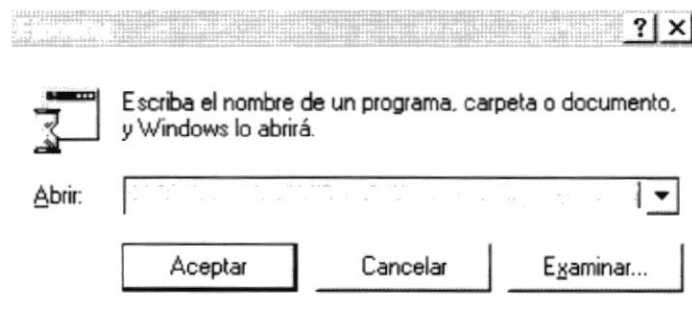 Escriba el nombre de un programa, carpeta o documento,
y Windows lo abrirá.
Abrir:
Aceptar Cancelar Examinar...